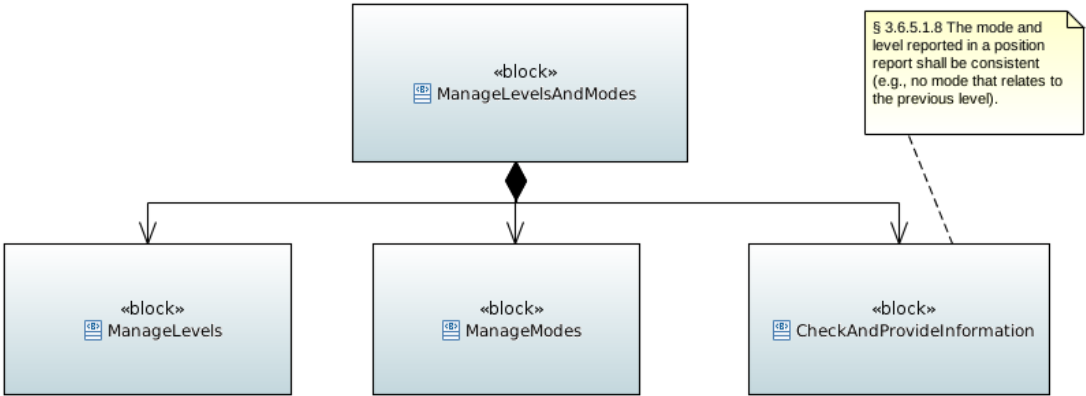 «block»
ManageLevelsAndModes
§ 3.6.5.1.8 The mode and
level reported in a position
report shall be consistent
(e.g., no mode that relates to
the previous level).
«block»
ManageLevels
«block»
ManageModes
«block»
CheckAndProvideInformation